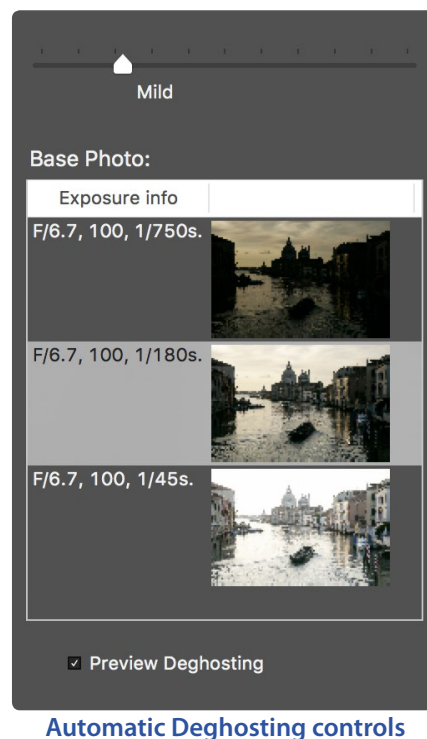 Mild
Base Photo:
Exposure info
F/6.7, 100, 1/750s.
F/6.7, 100, 1/180s.
F/6.7, 100, 1/45s.
Preview Deghosting
Automatic Deghosting controls